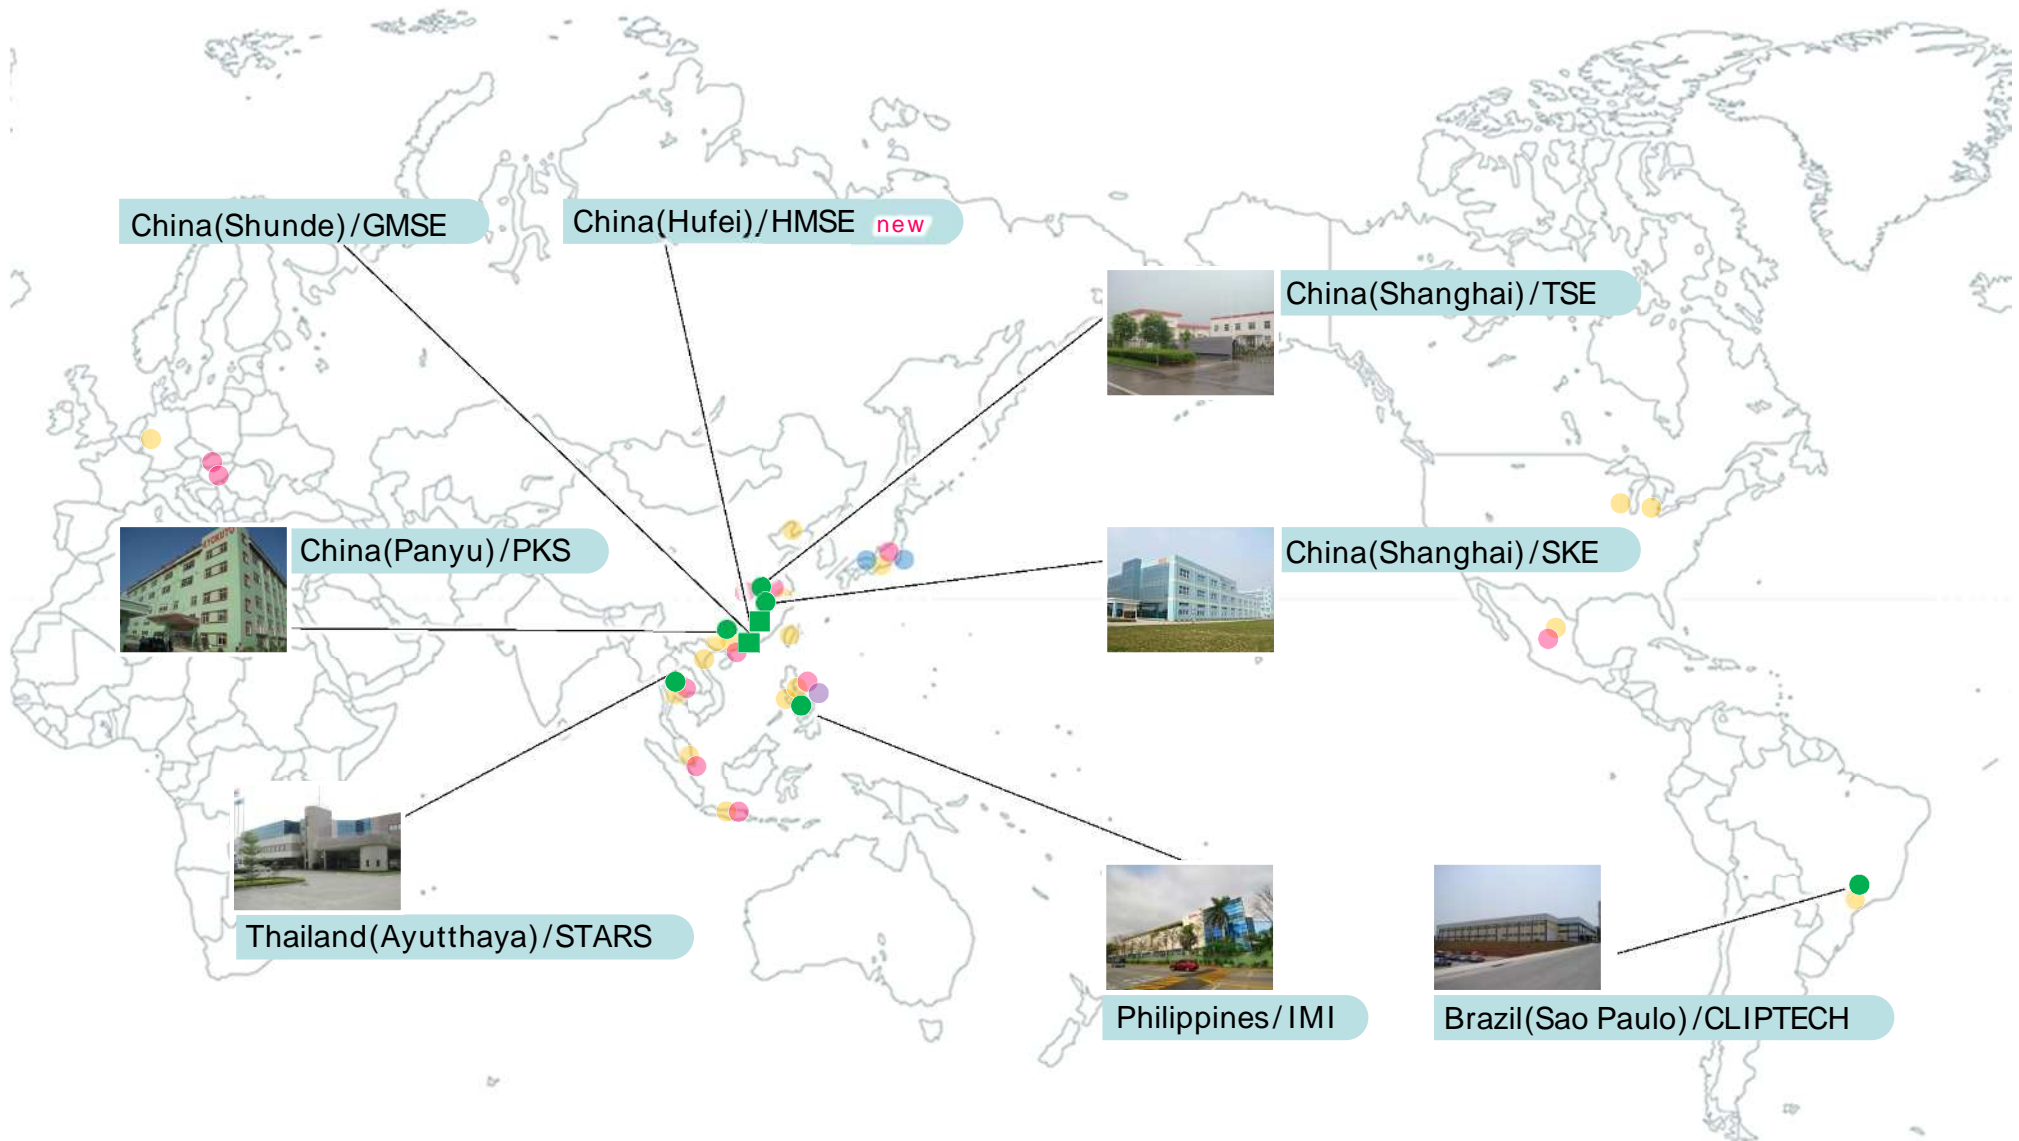 China(Shunde)/GMSE
China(Hufei)/HMSE new
China(Shanghai)/TSE
China(Panyu)/PKS
KYOKUTO
China(Shanghai)/SKE
Thailand(Ayutthaya)/STARS
Philippines/IMI
Brazil(Sao Paulo)/CLIPTECH